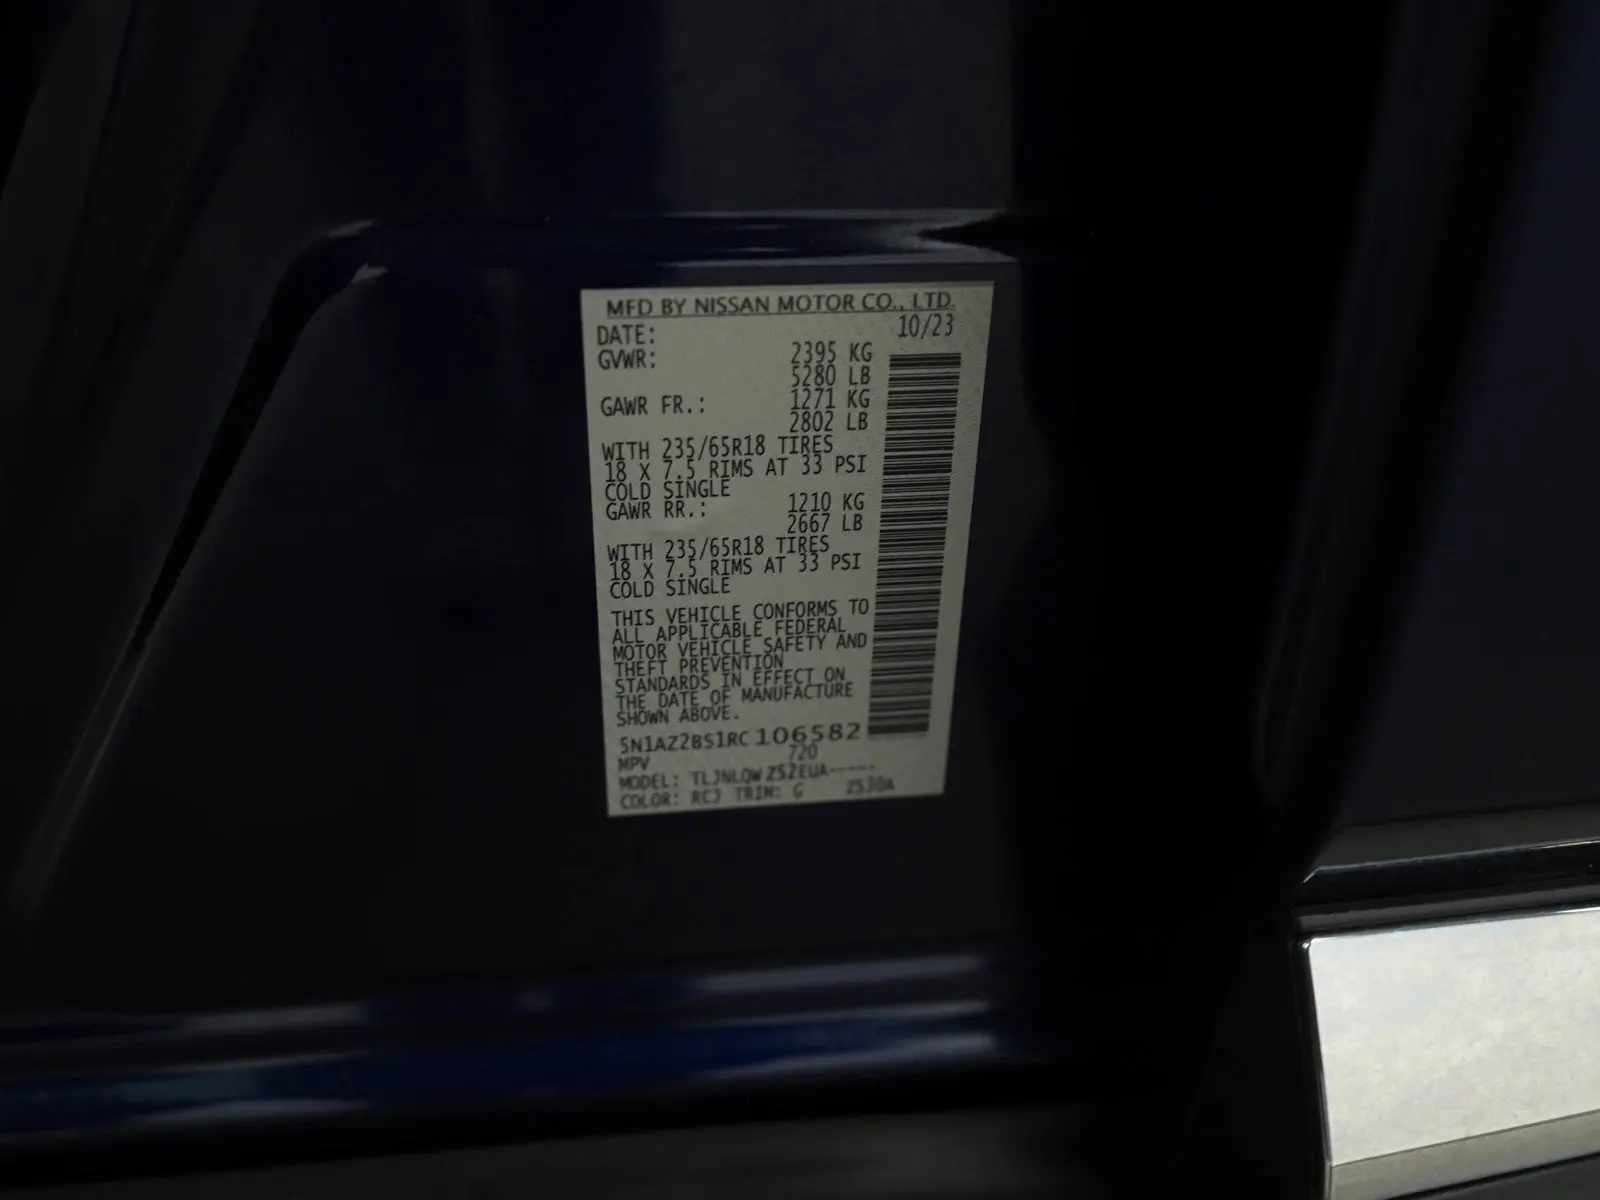 MFD BY NISSAN MOTOR CO., LTD.
DATE: 10/23
GVWR: 2395 KG
5280 LB
GAWR FR.: 1271 KG
2802 LB
WITH 235/65R18 TIRES
18 X 7.5 RIMS AT 33 PSI
COLD SINGLE
GAWR RR.: 1210 KG
2667 LB
WITH 235/65R18 TIRES
18 X 7.5 RIMS AT 33 PSI
COLD SINGLE
THIS VEHICLE CONFORMS TO
ALL APPLICABLE FEDERAL
MOTOR VEHICLE SAFETY AND
THEFT PREVENTION
STANDARDS IN EFFECT ON
THE DATE OF MANUFACTURE
SHOWN ABOVE.
5N1AZ2BS1RC106582
MPV 720
MODEL: TLJNLQW Z52EUA-----
COLOR: RCJ TRIM: G Z530A